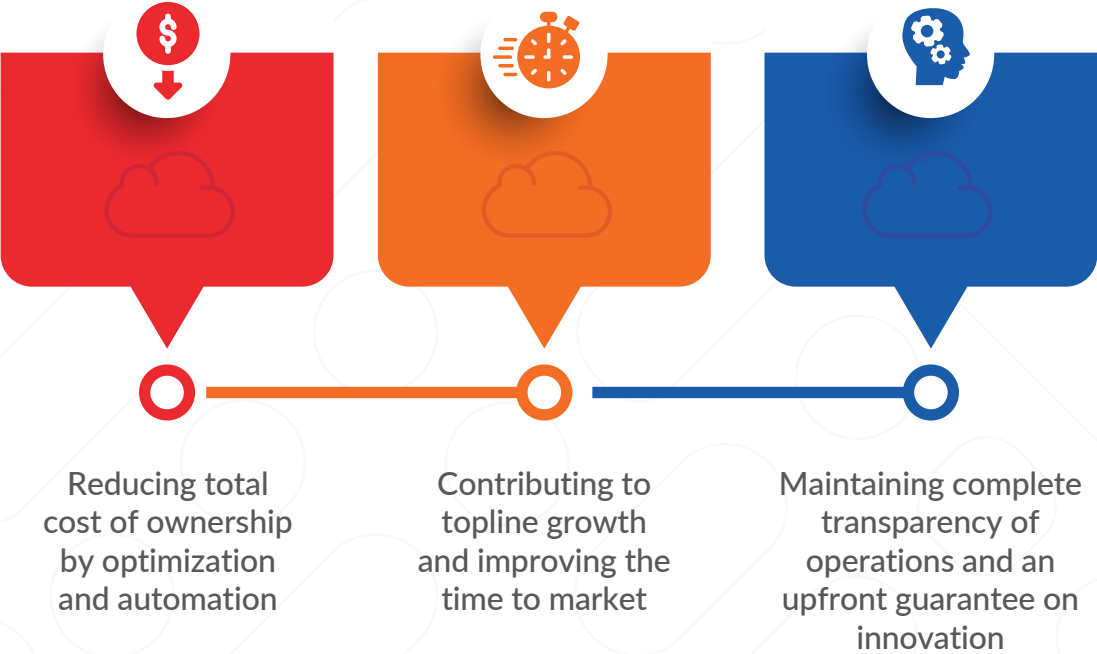 $
Reducing total
cost of ownership
by optimization
and automation
Contributing to
topline growth
and improving the
time to market
Maintaining complete
transparency of
operations and an
upfront guarantee on
innovation